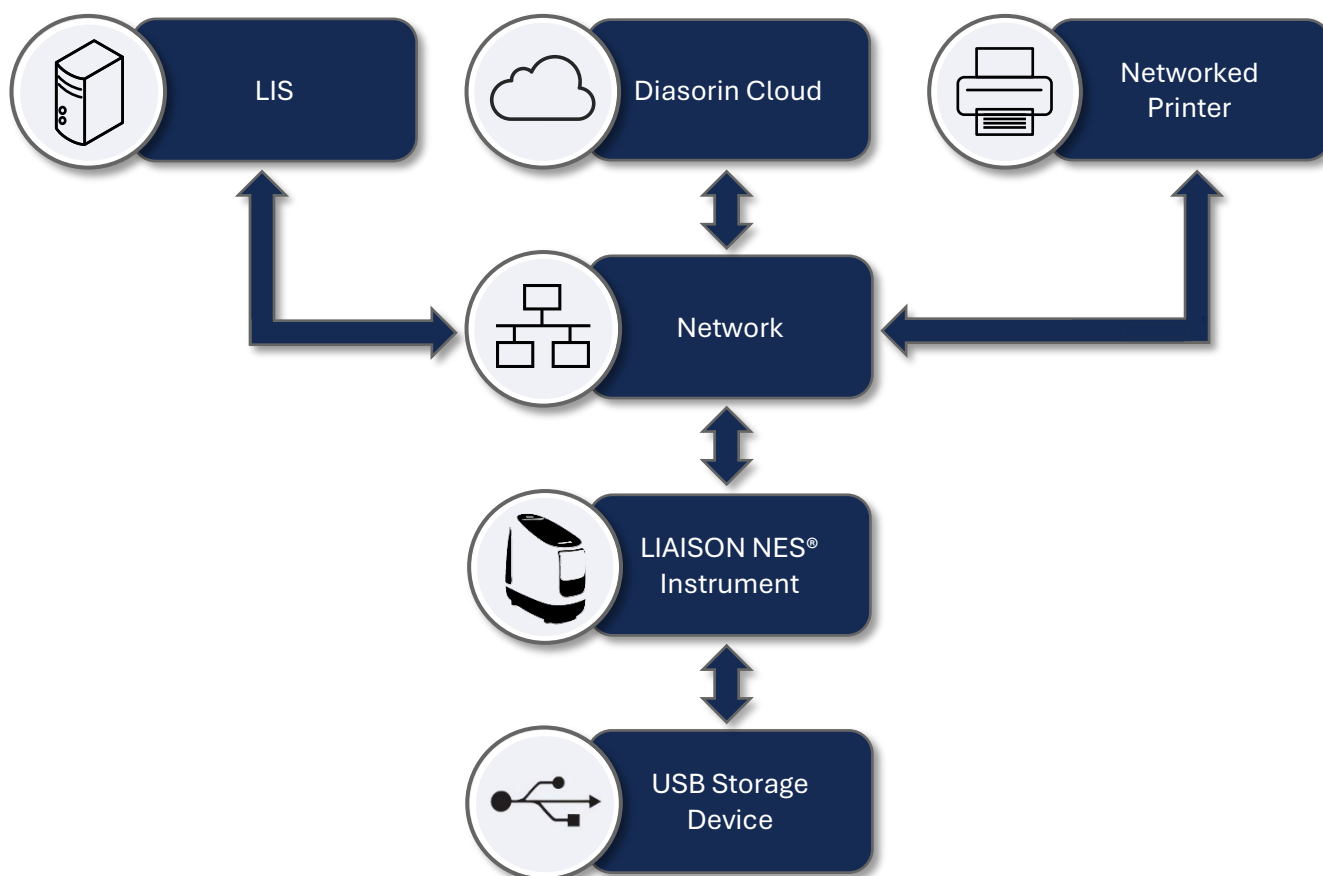 LIS
Diasorin Cloud
Networked
Printer
Network
LIAISON NES®
Instrument
USB Storage
Device